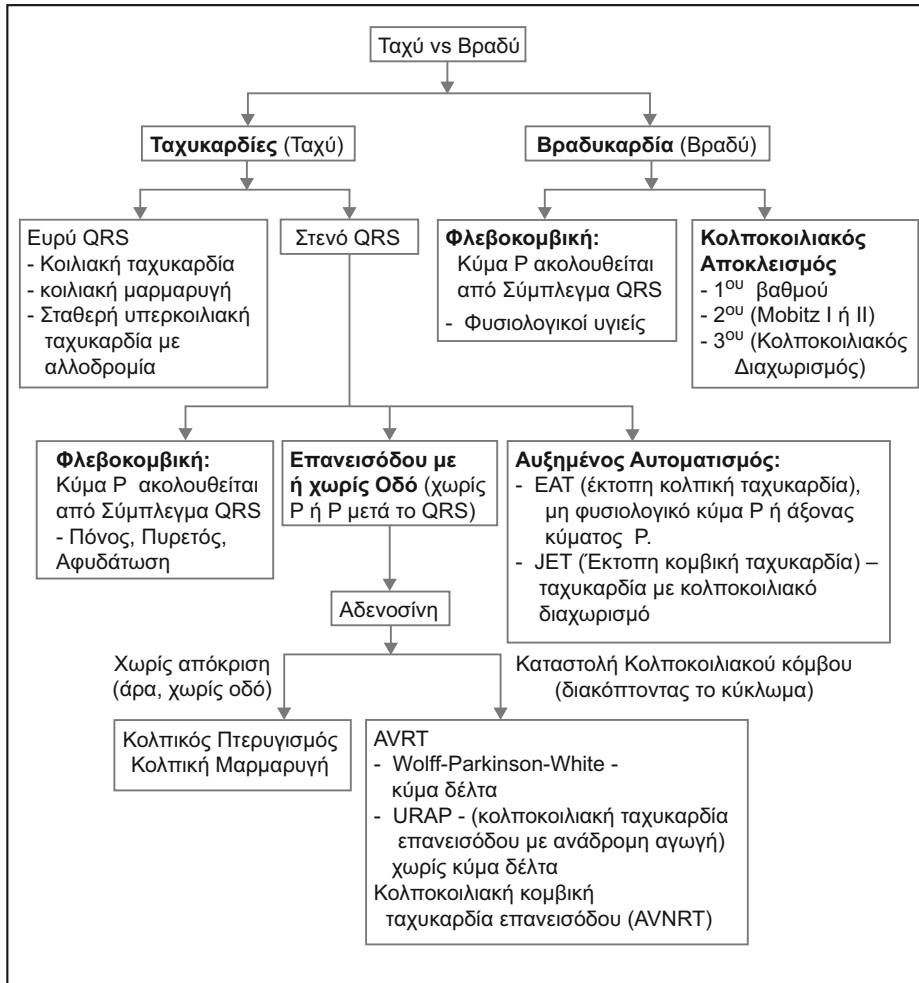 Ταχύ vs Βραδύ
Ταχυκαρδίες (Ταχύ)
Βραδυκαρδία (Βραδύ)
Ευρύ QRS
- Κοιλιακή ταχυκαρδία
- κοιλιακή μαρμαρυγή
- Σταθερή υπερκοιλιακή
ταχυκαρδία με
αλλοδρομία
Στενό QRS
Φλεβοκομβική:
Κύμα P ακολουθείται
από Σύμπλεγμα QRS
- Φυσιολογικοί υγιείς
Κολποκοιλιακός
Αποκλεισμός
- 1ου βαθμού
- 2ου (Mobitz I ή II)
- 3ου (Κολποκοιλιακός
Διαχωρισμός)
Φλεβοκομβική:
Κύμα P ακολουθείται
από Σύμπλεγμα QRS
- Πόνος, Πυρετός,
Αφυδάτωση
Επανεισόδου με
ή χωρίς Οδό (χωρίς
P ή P μετά το QRS)
Αυξημένος Αυτοματισμός:
- EAT (έκτοπη κολπική ταχυκαρδία),
μη φυσιολογικό κύμα P ή άξονας
κύματος P.
- JET (Έκτοπη κομβική ταχυκαρδία) –
ταχυκαρδία με κολποκοιλιακό
διαχωρισμό
Αδενοσίνη
Χωρίς απόκριση
(άρα, χωρίς οδό)
Καταστολή Κολποκοιλιακού κόμβου
(διακόπτοντας το κύκλωμα)
Κολπικός Πτερυγισμός
Κολπική Μαρμαρυγή
AVRT
- Wolff-Parkinson-White -
κύμα δέλτα
- URAP - (κολποκοιλιακή ταχυκαρδία
επανεισόδου με ανάδρομη αγωγή)
χωρίς κύμα δέλτα
Κολποκοιλιακή κομβική
ταχυκαρδία επανεισόδου (AVNRT)